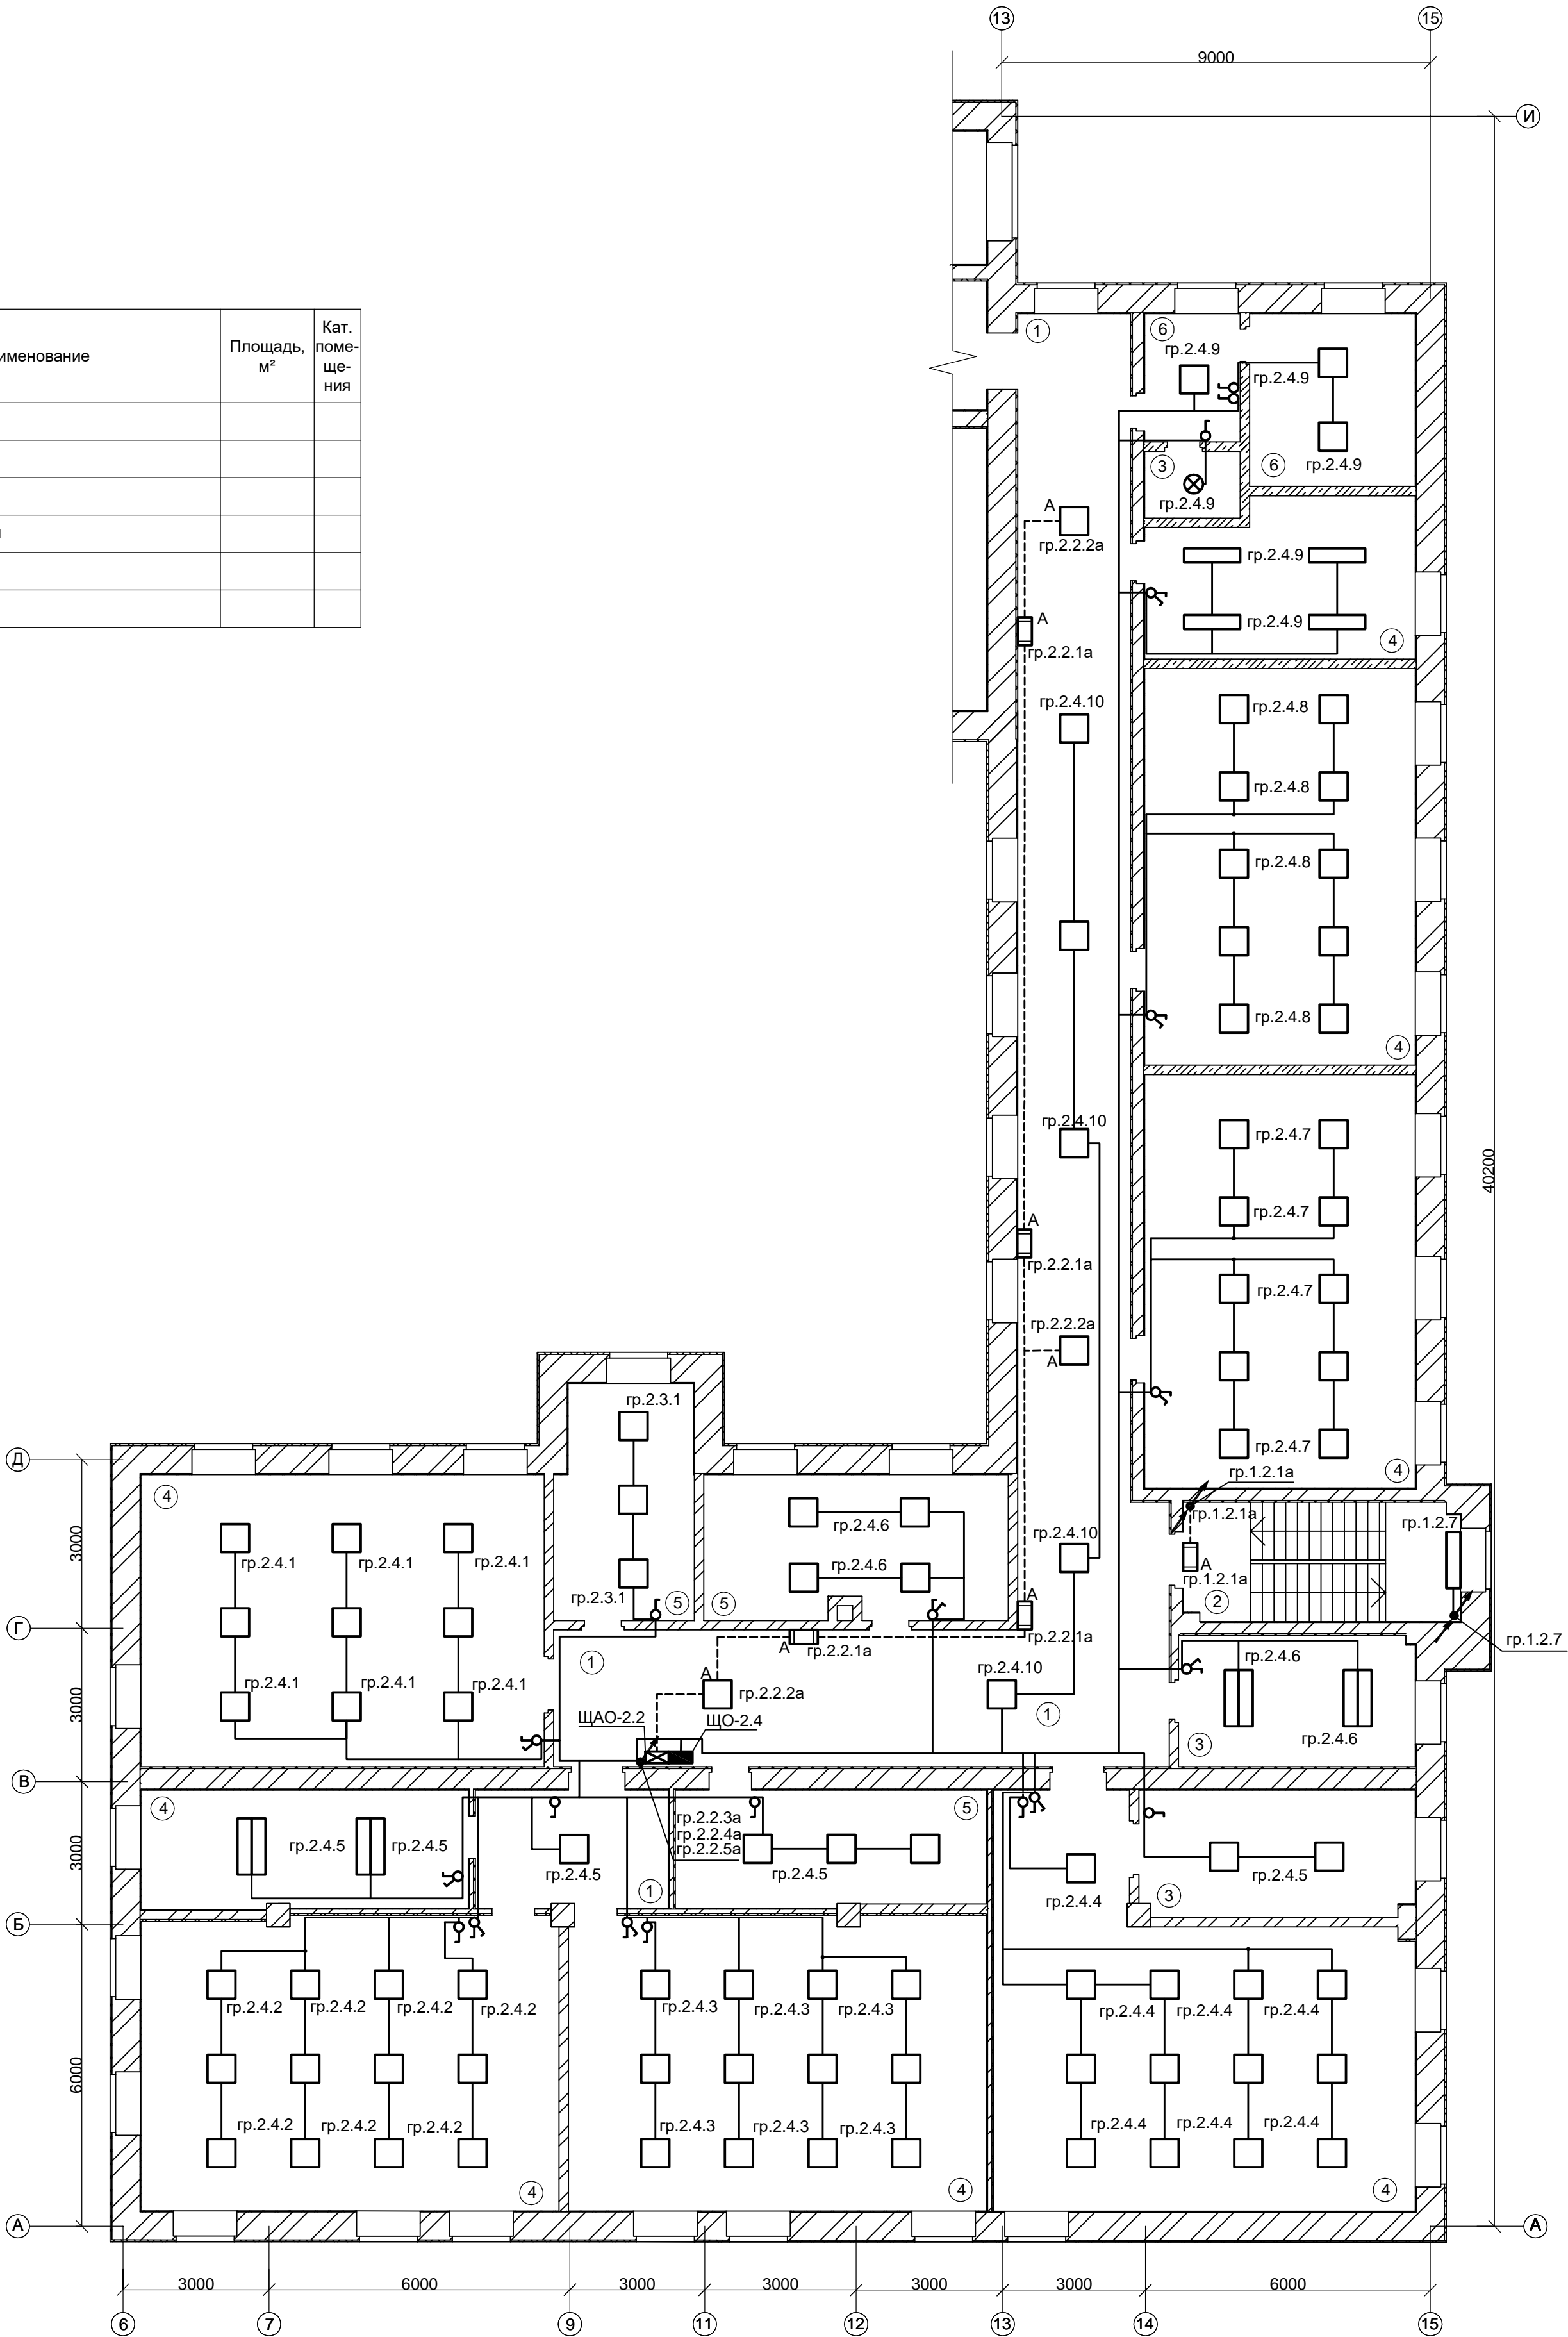 13
15
9000
И
именование
Площадь,
м²
Кат.
поме-
ще-
ния
1
6
гр.2.4.9
гр.2.4.9
3
6
гр.2.4.9
гр.2.4.9
А
гр.2.2.2а
гр.2.4.9
А
гр.2.4.9
гр.2.2.1а
4
гр.2.4.10
гр.2.4.8
гр.2.4.8
гр.2.4.8
гр.2.4.8
4
гр.2.4.10
гр.2.4.7
40200
гр.2.4.7
А
гр.2.2.1а
гр.2.4.7
гр.2.2.2а
А
гр.2.3.1
гр.2.4.7
Д
4
4
гр.1.2.1а
гр.1.2.1а
гр.1.2.7
3000
гр.2.4.1
гр.2.4.1
гр.2.4.1
гр.2.4.6
гр.2.4.10
гр.2.4.6
А
гр.1.2.1а
гр.2.3.1
5
5
А
2
Г
гр.2.2.1а
гр.1.2.7
А
гр.2.2.1а
1
гр.2.4.10
гр.2.4.6
3000
гр.2.4.1
гр.2.4.1
гр.2.4.1
А
гр.2.2.2а
ЩАО-2.2
ЩО-2.4
1
гр.2.4.6
3
В
4
5
3000
гр.2.4.5
гр.2.4.5
гр.2.2.3а
гр.2.2.4а
гр.2.2.5а
гр.2.4.5
гр.2.4.5
гр.2.4.5
гр.2.4.4
1
3
Б
6000
гр.2.4.2
гр.2.4.2
гр.2.4.2
гр.2.4.2
гр.2.4.3
гр.2.4.3
гр.2.4.3
гр.2.4.4
гр.2.4.4
гр.2.4.4
гр.2.4.2
гр.2.4.2
гр.2.4.2
гр.2.4.3
гр.2.4.3
гр.2.4.3
гр.2.4.4
гр.2.4.4
гр.2.4.4
4
4
4
А
А
3000
6000
3000
3000
3000
3000
6000
6
7
9
11
12
13
14
15